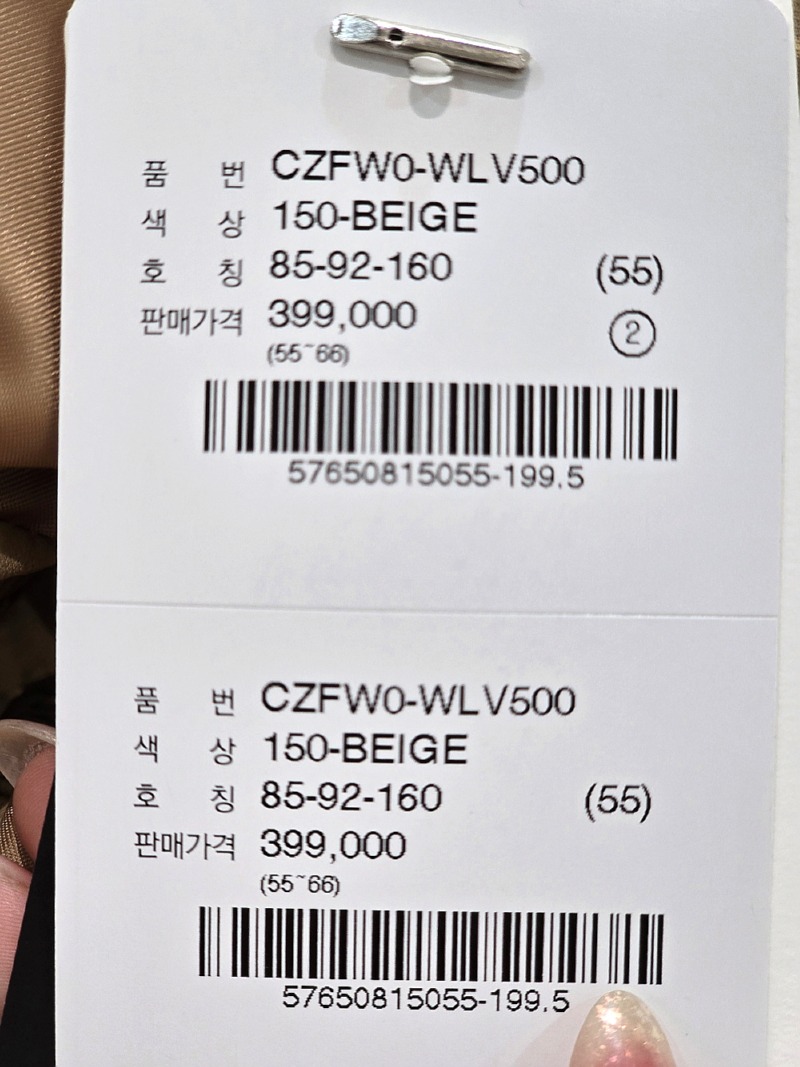 품 번 CZFW0-WLV500
색 상 150-BEIGE
호 칭 85-92-160 (55)
판매가격 399,000 ②
(55~66)
57650815055-199.5
품 번 CZFW0-WLV500
색 상 150-BEIGE
호 칭 85-92-160 (55)
판매가격 399,000
(55~66)
57650815055-199.5